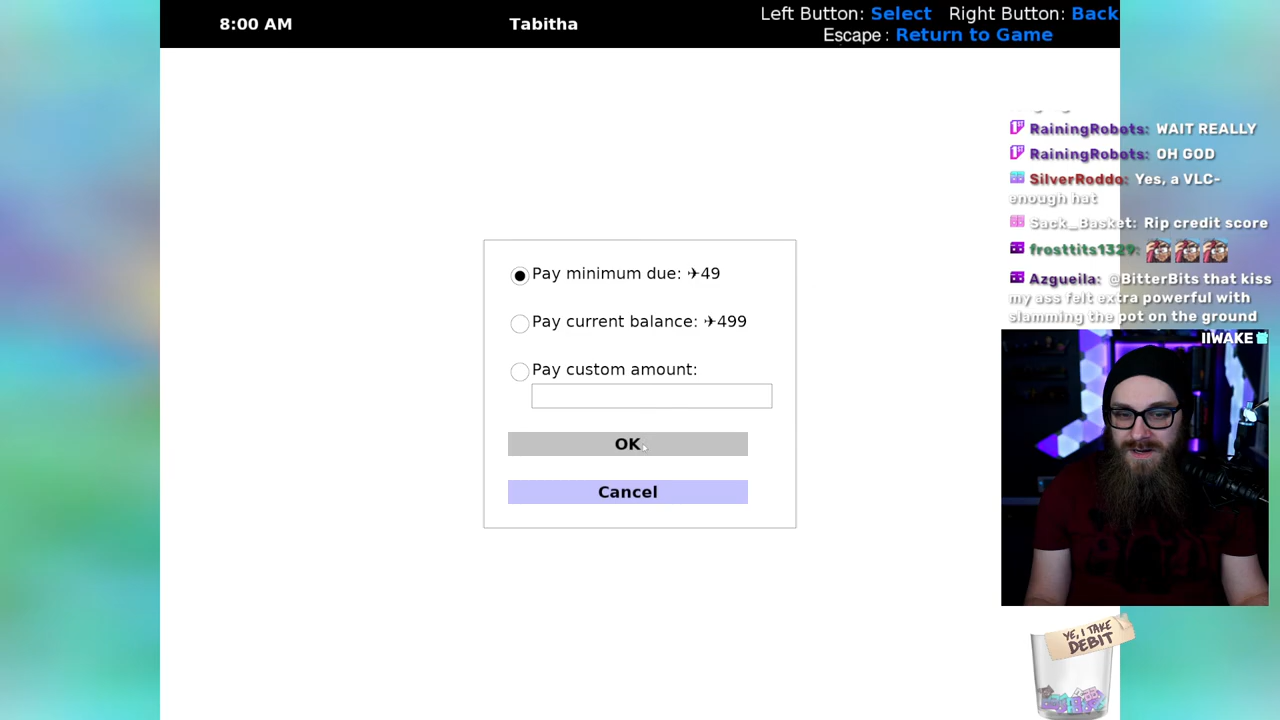 8:00 AM
Tabitha
Left Button: Select Right Button: Back
Escape : Return to Game
RainingRobots: WAIT REALLY
RainingRobots: OH GOD
SilverRoddo: Yes, a VLC-
enough hat
Sack_Basket: Rip credit score
frosttits1329:
Azgueila: @BitterBits that kiss
my ass felt extra powerful with
slamming the pot on the ground
Pay minimum due: ✈49
Pay current balance: ✈499
Pay custom amount:
OK
Cancel
IIWAKE
YE, I TAKE
DEBIT